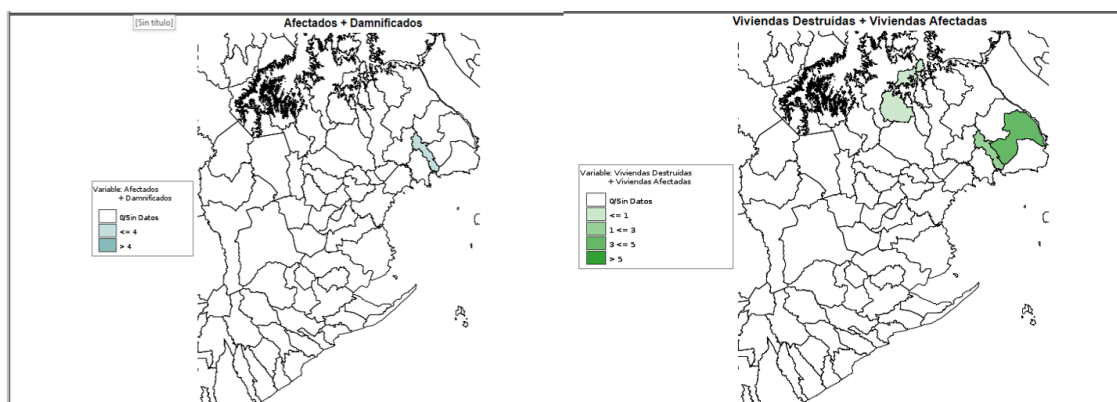 [Sin título]
Afectados + Damnificados
Variable: Afectados
+ Damnificados
0/Sin Datos
<= 4
> 4
C
Viviendas Destruídas + Viviendas Afectadas
Variable: Viviendas Destruídas
+ Viviendas Afectadas
0/Sin Datos
<= 1
1 <= 3
3 <= 5
> 5
C